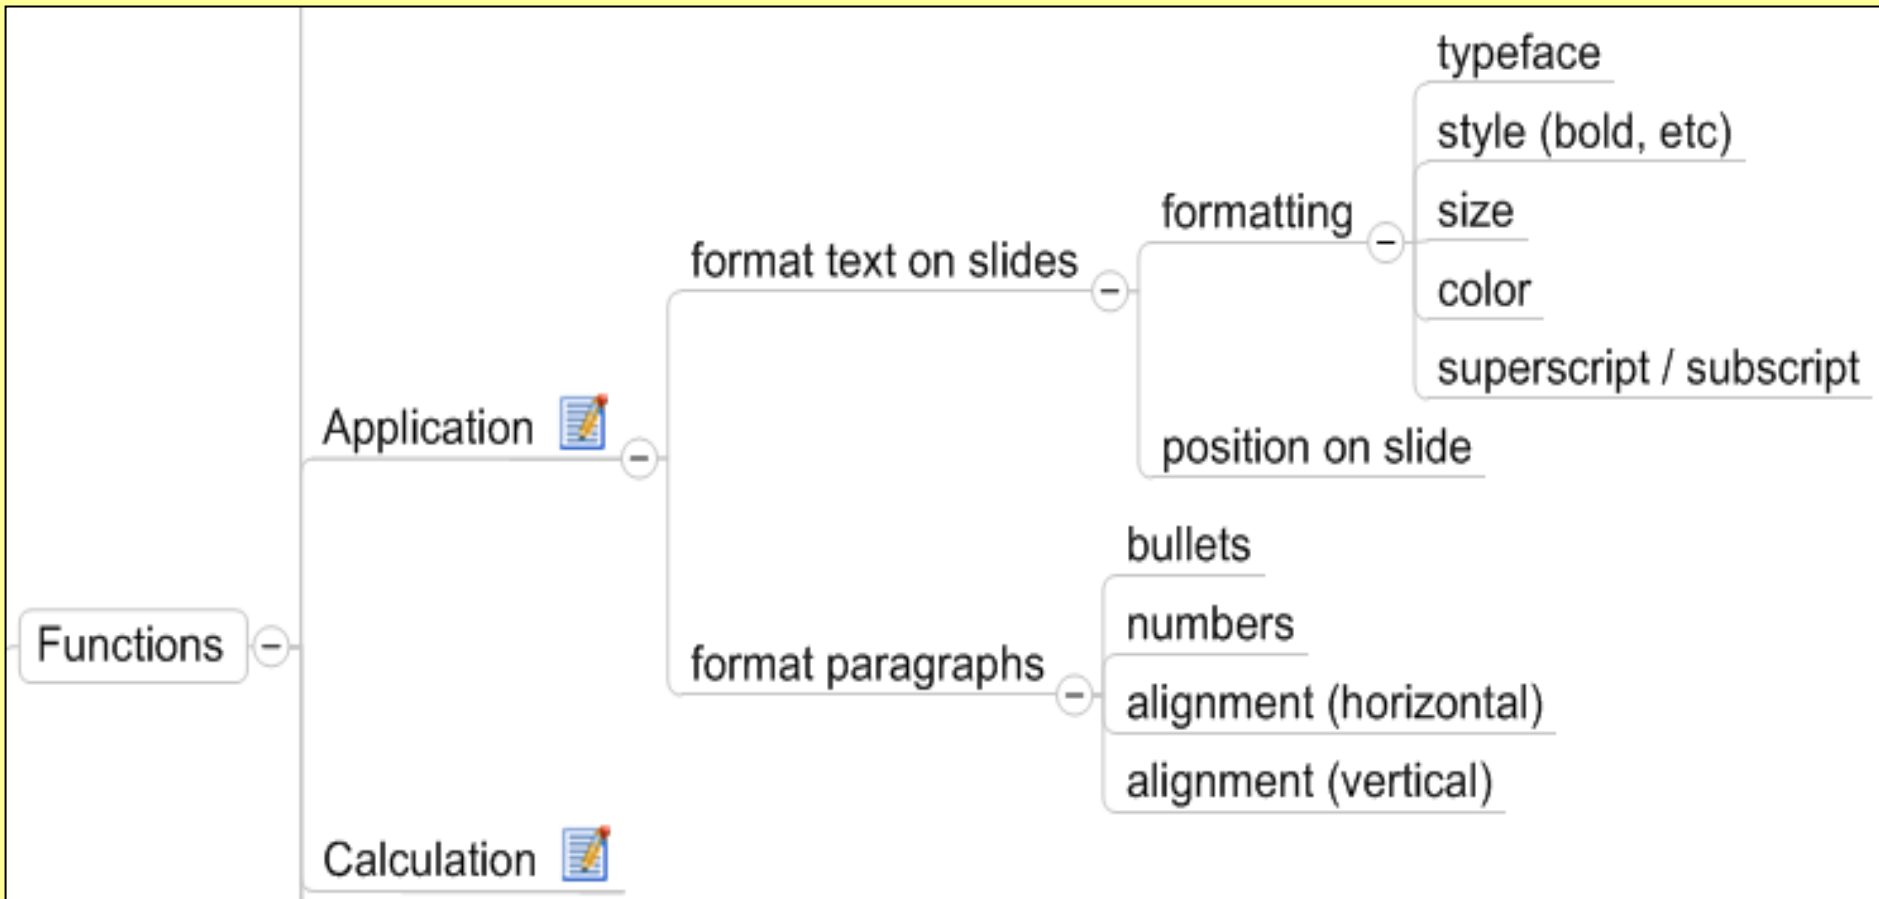 typeface
style (bold, etc)
formatting
size
format text on slides
color
superscript / subscript
Application
position on slide
bullets
numbers
Functions
format paragraphs
alignment (horizontal)
alignment (vertical)
Calculation